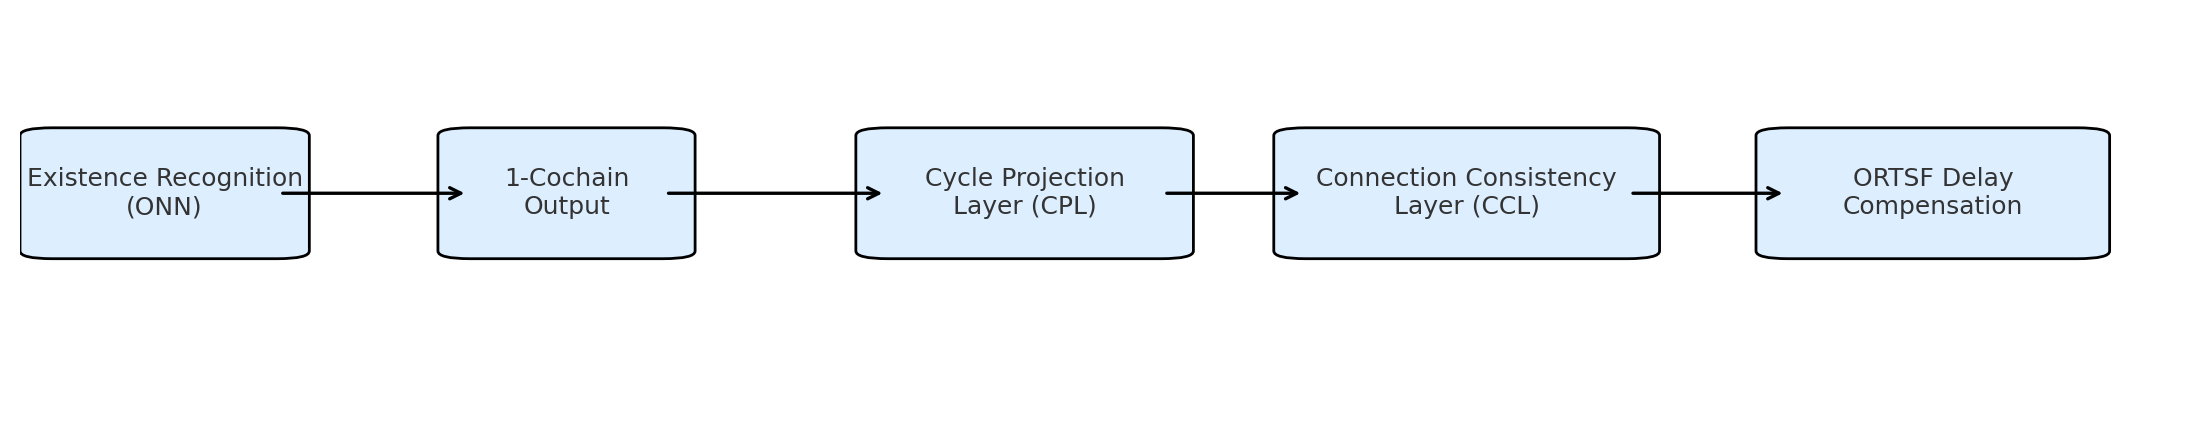 Existence Recognition
(ONN)
1-Cochain
Output
Cycle Projection
Layer (CPL)
Connection Consistency
Layer (CCL)
ORTSF Delay
Compensation